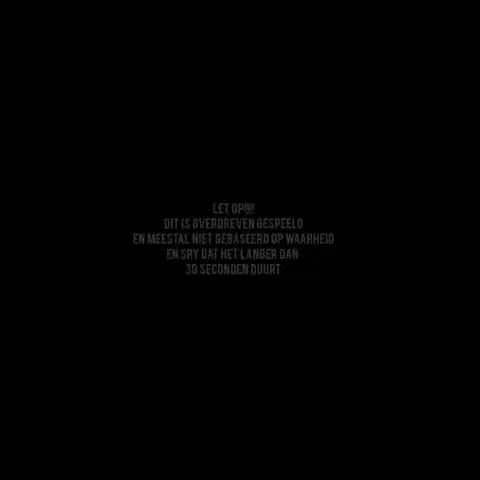 LET OP!!!!
DIT IS OVERDREVEN GESPEELD
EN MEESTAL NIET GEBASEERD OP WAARHEID
EN SRY DAT HET LANGER DAN
30 SECONDEN DUURT